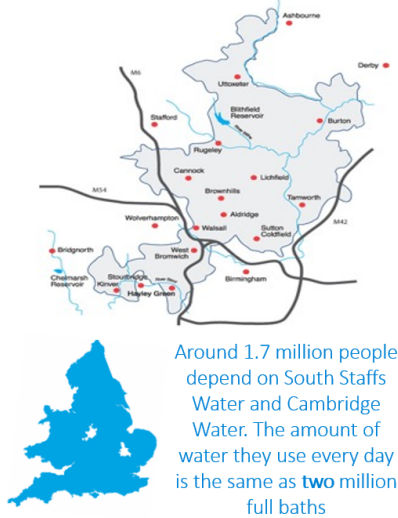 Ashbourne
Derby
M6
Uttoxeter
Blithfield
Reservoir
Stafford
Burton
Rugeley
Cannock
Lichfield
M54
Brownhills
Tamworth
Aldridge
Wolverhampton
Walsall
Sutton
Coldfield
M42
Bridgnorth
West
Bromwich
Chelmarsh
Reservoir
Stourbridge
Birmingham
Kinver
Hayley Green
Around 1.7 million people
depend on South Staffs
Water and Cambridge
Water. The amount of
water they use every day
is the same as two million
full baths